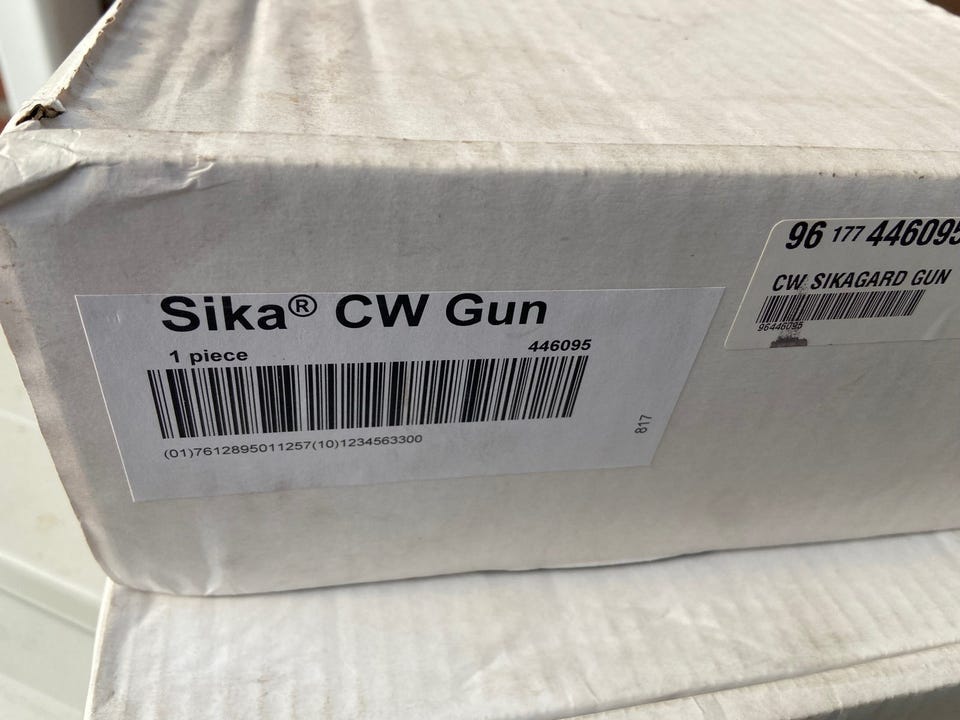 Sika® CW Gun
1 piece 446095
(01)7612895011257(10)1234563300
817
96 177 446095
CW SIKAGARD GUN
96446095